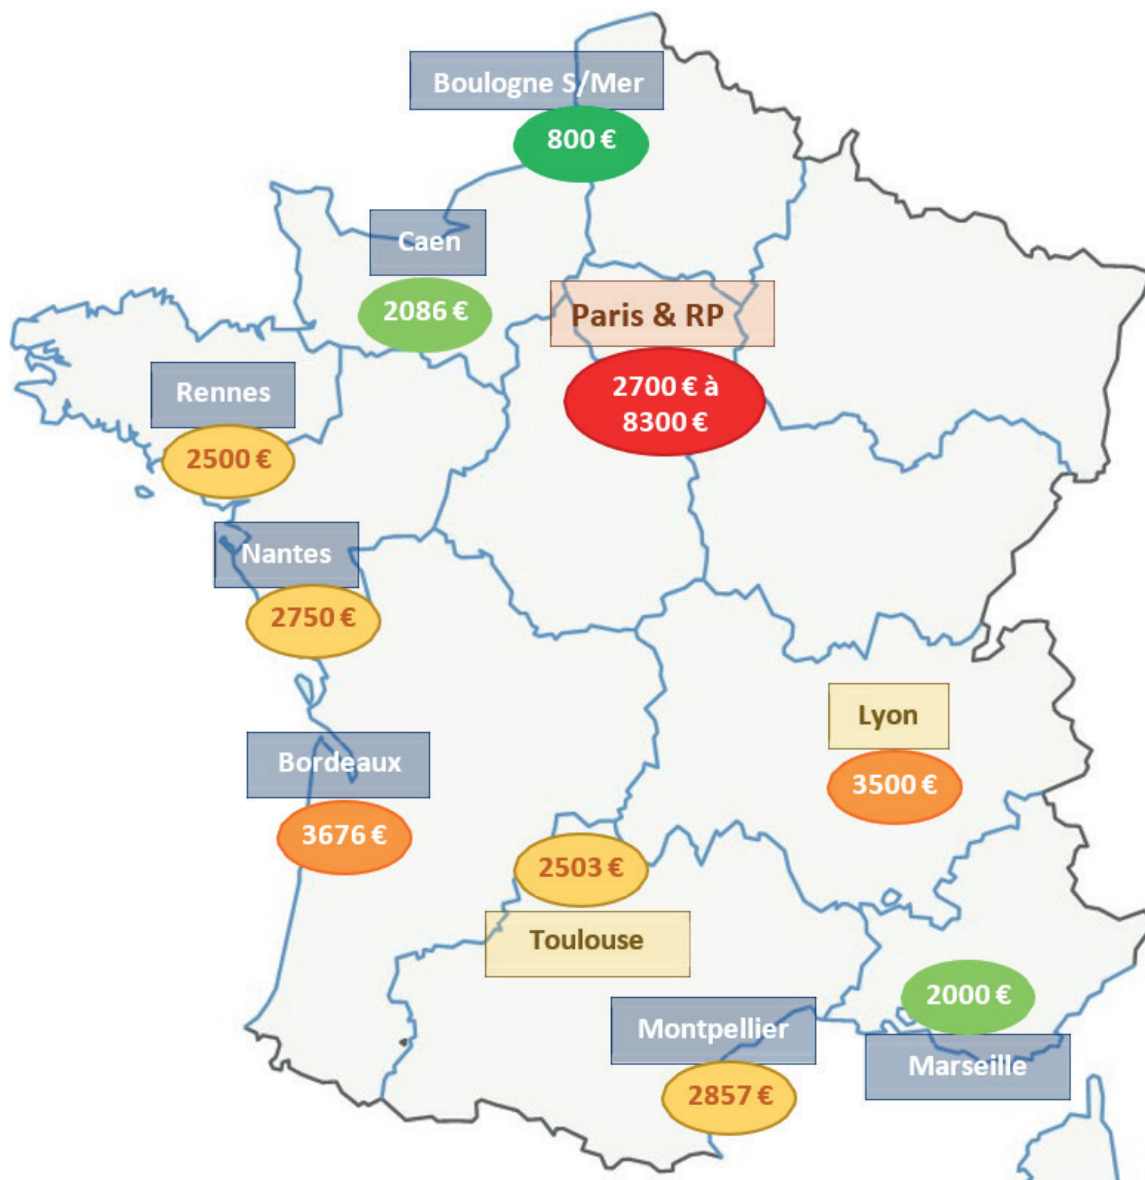 Boulogne S/Mer
800 €
Caen
2086 €
Paris & RP
2700 € à
8300 €
Rennes
2500 €
Nantes
2750 €
Lyon
3500 €
Bordeaux
3676 €
2503 €
Toulouse
2000 €
Marseille
Montpellier
2857 €